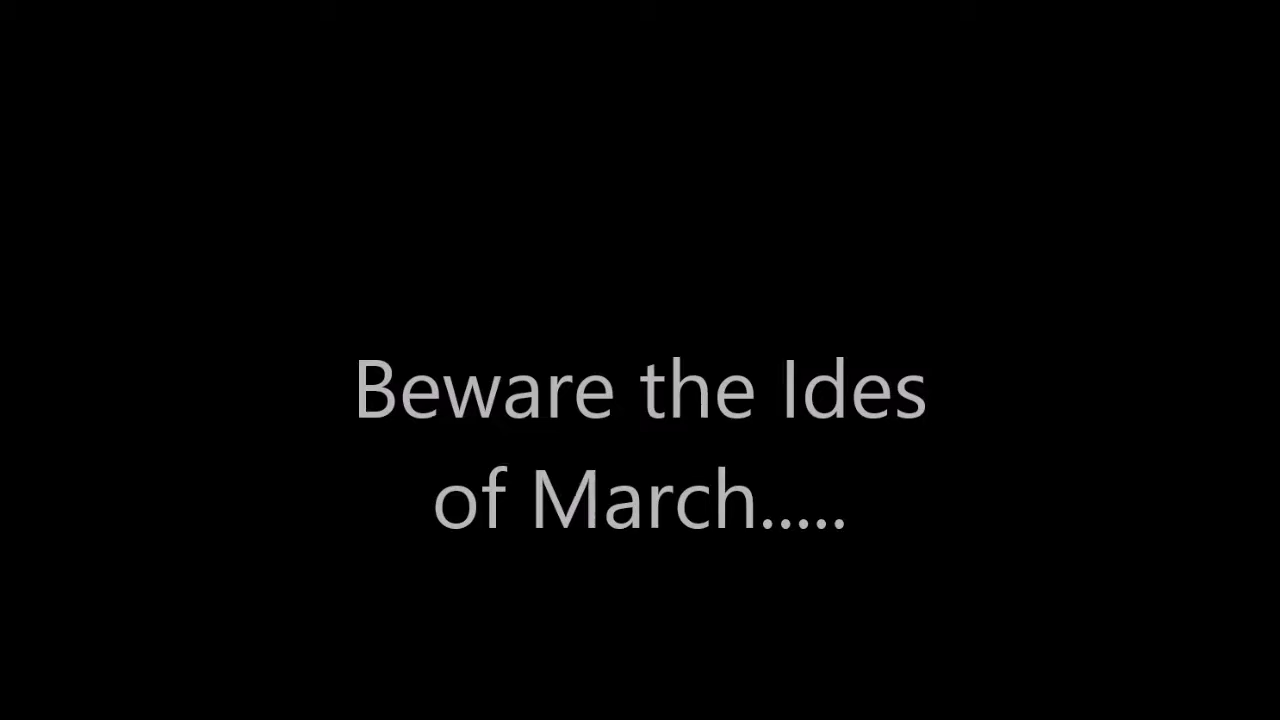 Beware the Ides
of March.....